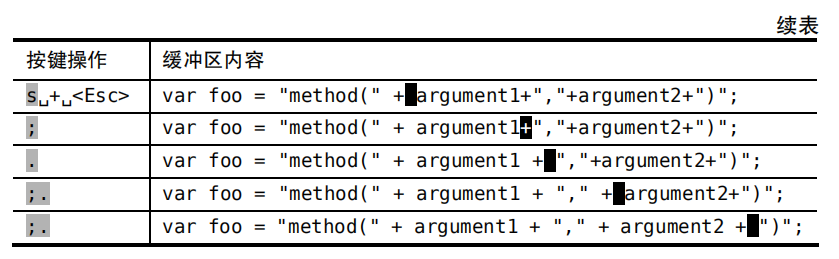 续表
按键操作 缓冲区内容
s␣+␣<Esc> var foo = "method(" + argument1+","+argument2+")";
; var foo = "method(" + argument1+","+argument2+")";
. var foo = "method(" + argument1 + ","+argument2+")";
;. var foo = "method(" + argument1 + "," + argument2+")";
;. var foo = "method(" + argument1 + "," + argument2 + ")";